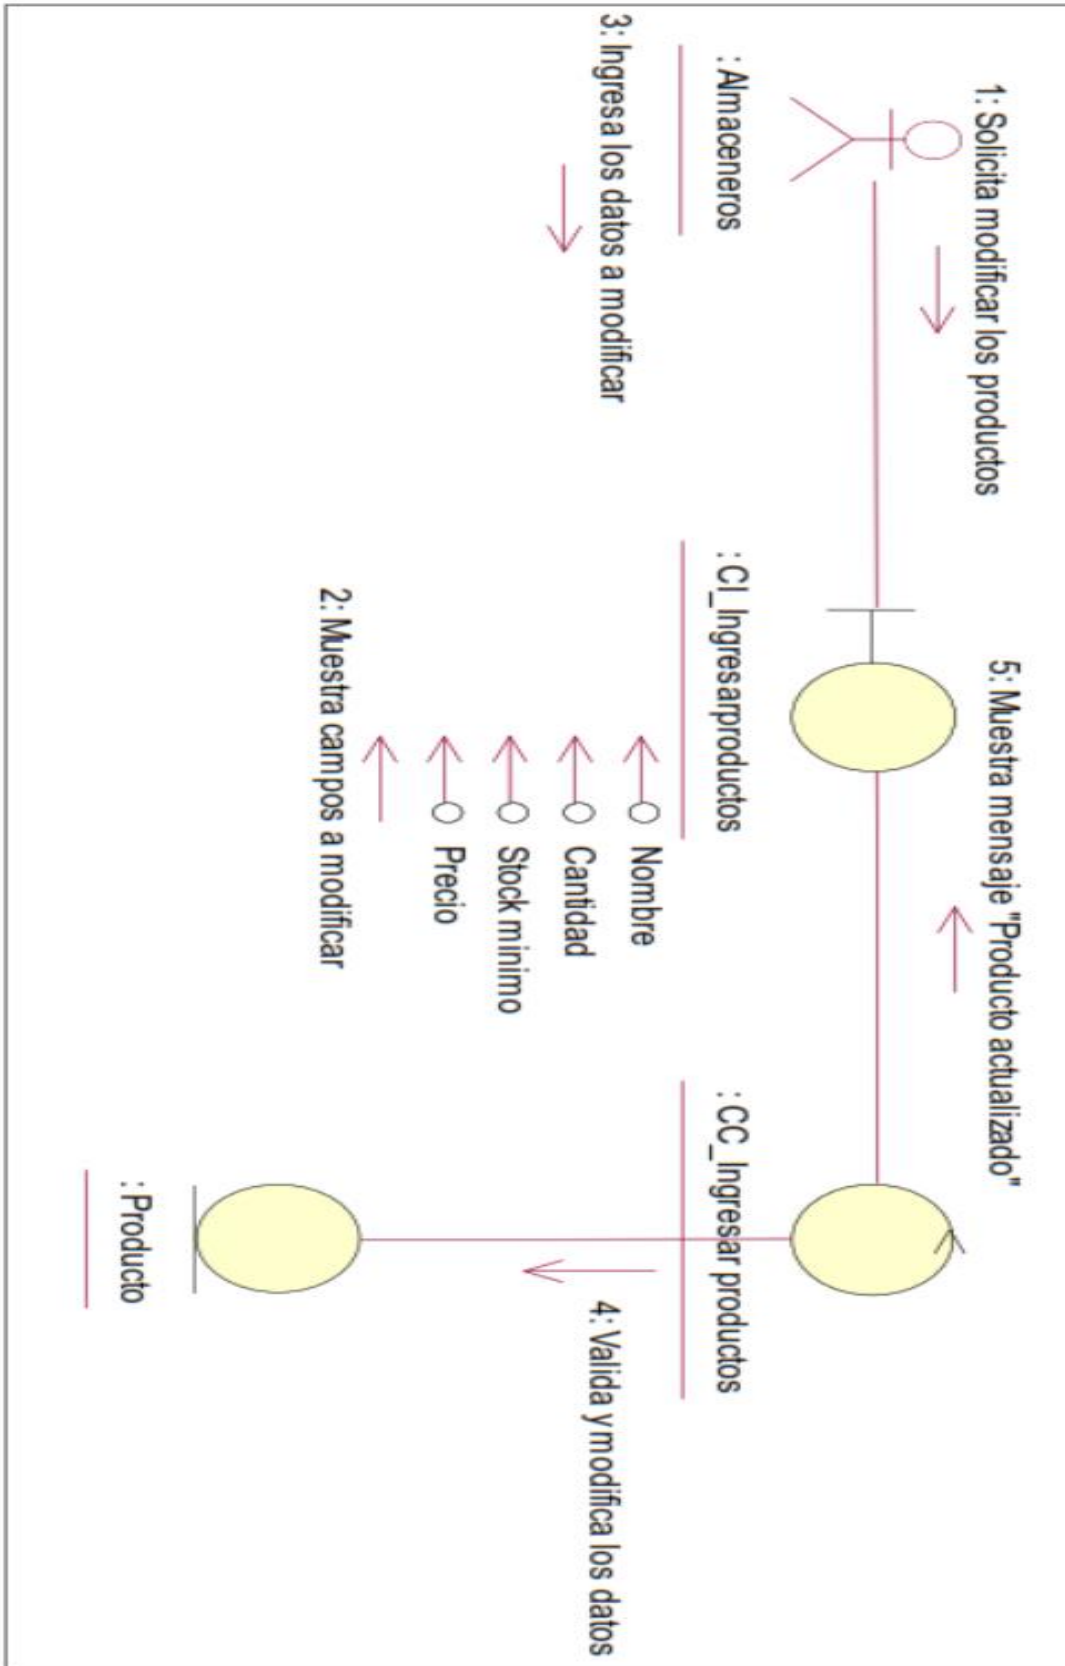 1: Solicita modificar los productos
5: Muestra mensaje "Producto actualizado"
: Almaceneros
: CI_Ingresarproductos
: CC_Ingresar productos
3: Ingresa los datos a modificar
Nombre
Cantidad
Stock minimo
Precio
2: Muestra campos a modificar
4: Valida y modifica los datos
: Producto